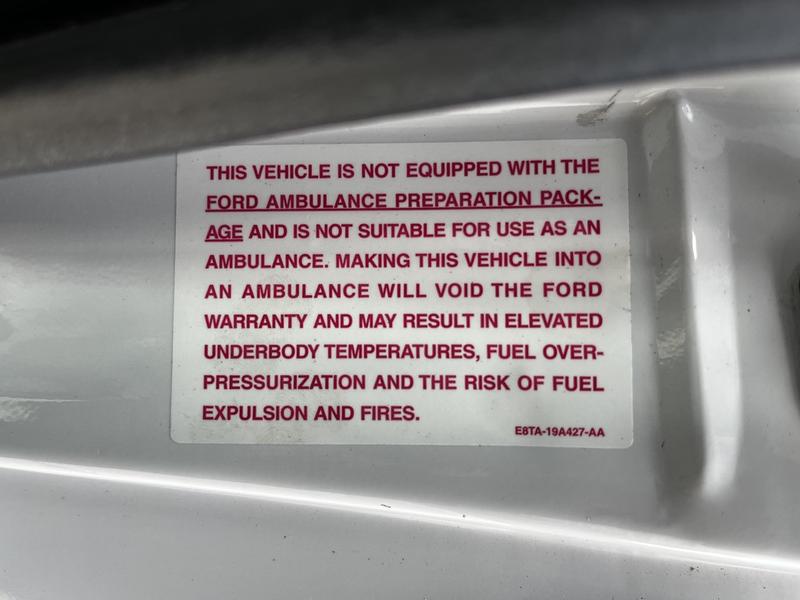 THIS VEHICLE IS NOT EQUIPPED WITH THE
FORD AMBULANCE PREPARATION PACK-
AGE AND IS NOT SUITABLE FOR USE AS AN
AMBULANCE. MAKING THIS VEHICLE INTO
AN AMBULANCE WILL VOID THE FORD
WARRANTY AND MAY RESULT IN ELEVATED
UNDERBODY TEMPERATURES, FUEL OVER-
PRESSURIZATION AND THE RISK OF FUEL
EXPULSION AND FIRES.
E8TA-19A427-AA